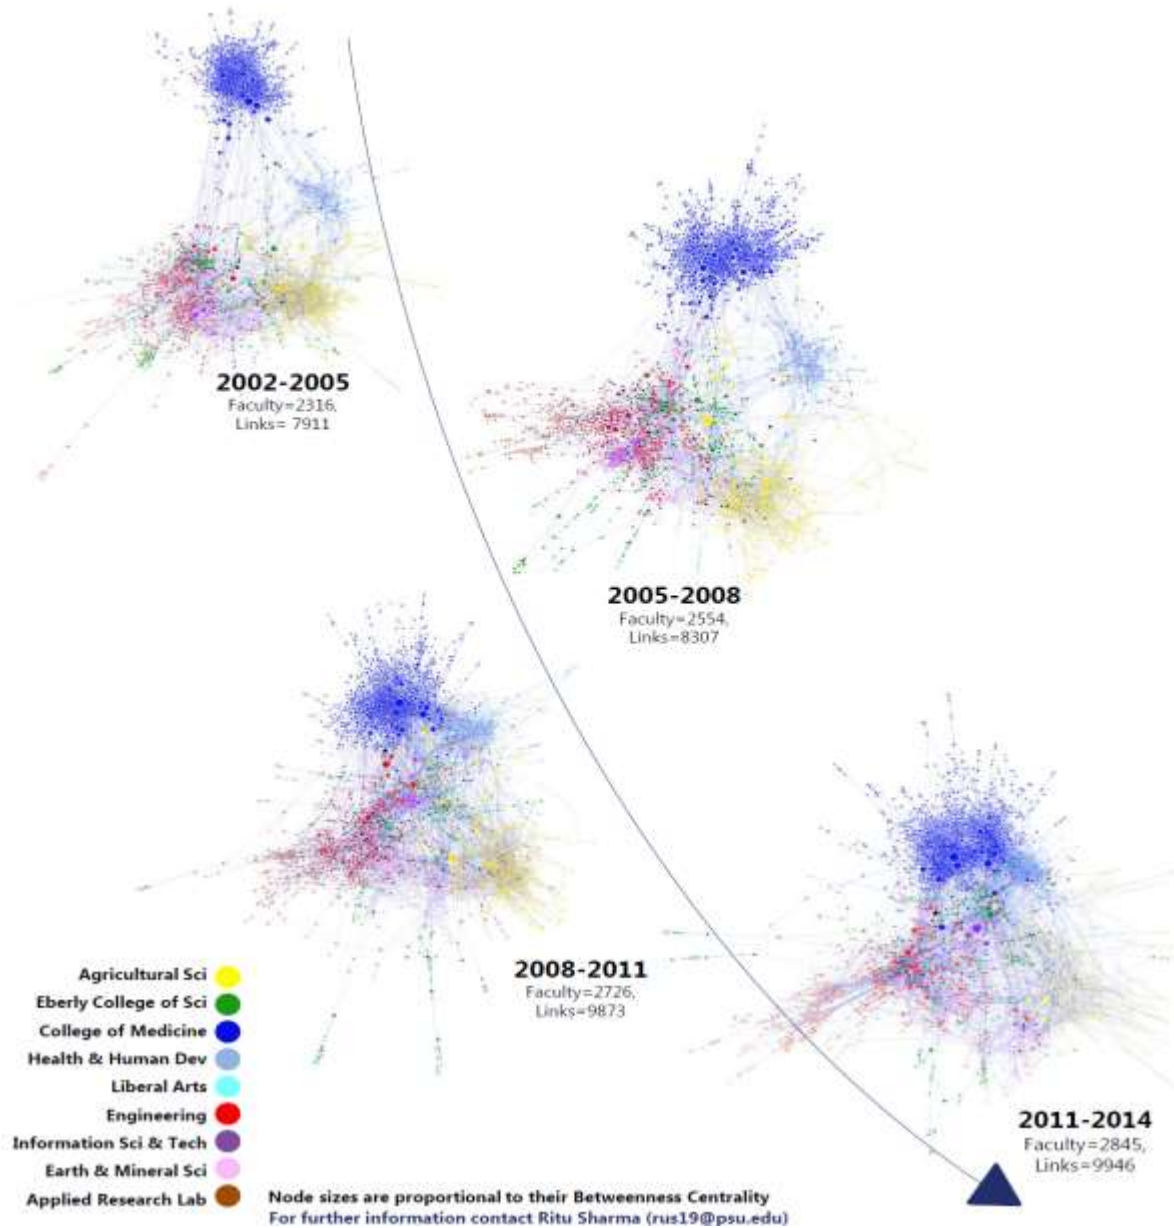 2002-2005
Faculty=2316,
Links= 7911
2005-2008
Faculty=2554,
Links=8307
2008-2011
Faculty=2726,
Links=9873
2011-2014
Faculty=2845,
Links=9946
Agricultural Sci
Eberly College of Sci
College of Medicine
Health & Human Dev
Liberal Arts
Engineering
Information Sci & Tech
Earth & Mineral Sci
Applied Research Lab
Node sizes are proportional to their Betweenness Centrality
For further information contact Ritu Sharma (rus19@psu.edu)